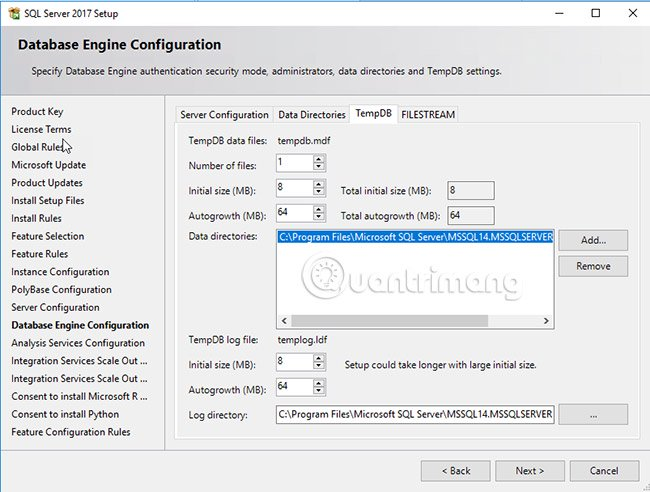 SQL Server 2017 Setup
Database Engine Configuration
Specify Database Engine authentication security mode, administrators, data directories and TempDB settings.
Product Key
License Terms
Global Rules
Microsoft Update
Product Updates
Install Setup Files
Install Rules
Feature Selection
Feature Rules
Instance Configuration
PolyBase Configuration
Server Configuration
Database Engine Configuration
Analysis Services Configuration
Integration Services Scale Out ...
Integration Services Scale Out ...
Consent to install Microsoft R ...
Consent to install Python
Feature Configuration Rules
Server Configuration Data Directories TempDB FILESTREAM
TempDB data files: tempdb.mdf
Number of files: 1
Initial size (MB): 8 Total initial size (MB): 8
Autogrowth (MB): 64 Total autogrowth (MB): 64
Data directories: C:\Program Files\Microsoft SQL Server\MSSQL14.MSSQLSERVER
Add...
Remove
Quantrimang
TempDB log file: templog.ldf
Initial size (MB): 8 Setup could take longer with large initial size.
Autogrowth (MB): 64
Log directory: C:\Program Files\Microsoft SQL Server\MSSQL14.MSSQLSERVER ...
< Back Next > Cancel